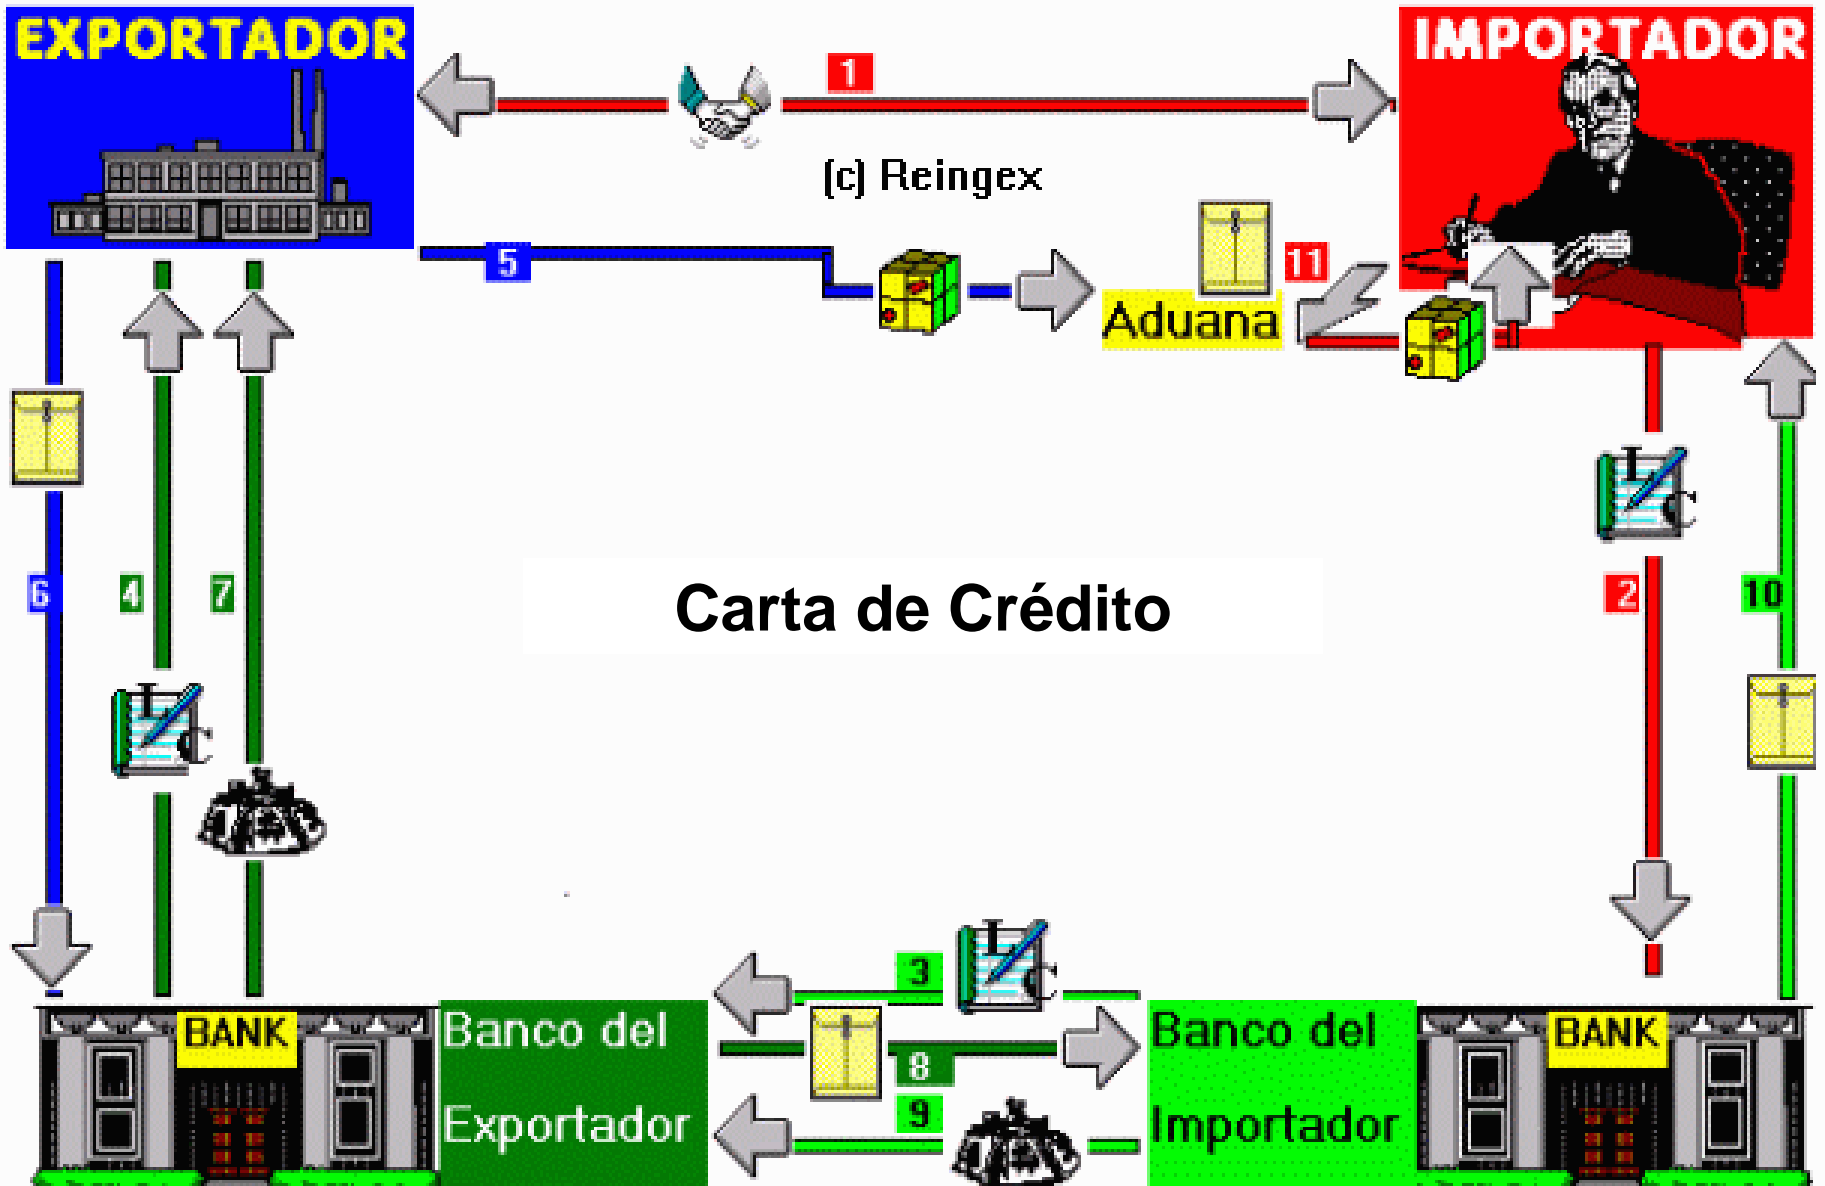 EXPORTADOR
IMPORTADOR
1
(c) Reingex
5
11
Aduana
L
C
6
4
7
Carta de Crédito
2
10
L
C
3
L
C
BANK
Banco del
Exportador
8
9
Banco del
Importador
BANK